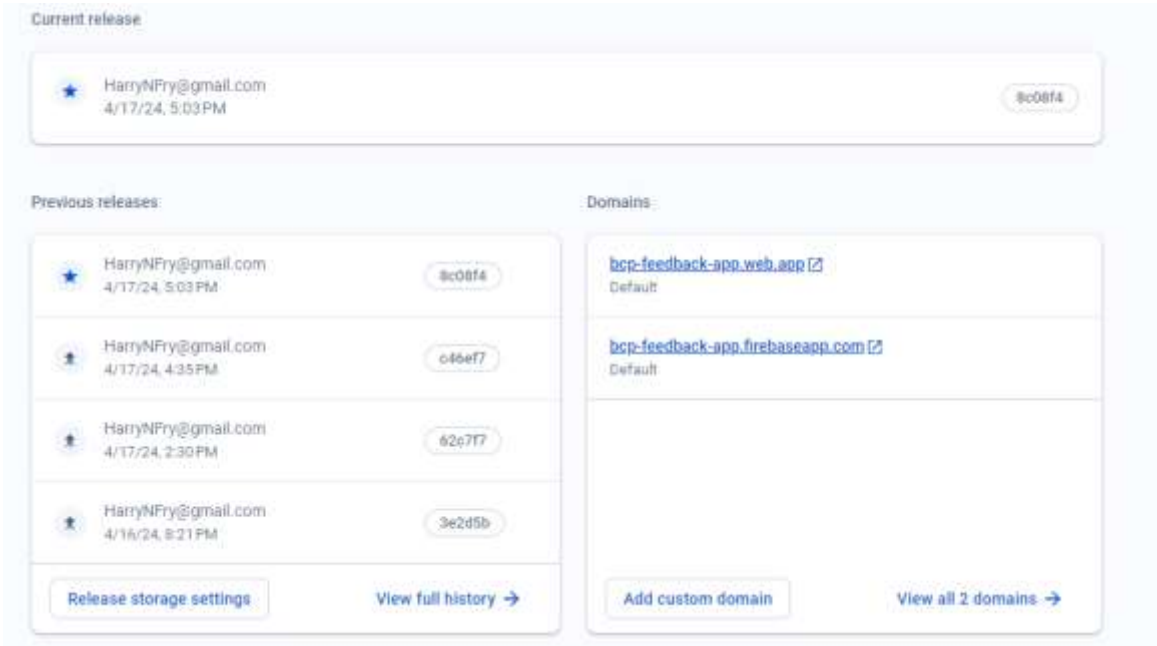 Current release
HarryNFry@gmail.com
4/17/24, 5:03 PM
8c08f4
Previous releases
HarryNFry@gmail.com
4/17/24, 5:03 PM
8c08f4
HarryNFry@gmail.com
4/17/24, 4:35 PM
c46ef7
HarryNFry@gmail.com
4/17/24, 2:30 PM
62c7f7
HarryNFry@gmail.com
4/16/24, 8:21 PM
3e2d5b
Release storage settings
View full history
Domains
bcp-feedback-app.web.app
Default
bcp-feedback-app.firebaseapp.com
Default
Add custom domain
View all 2 domains